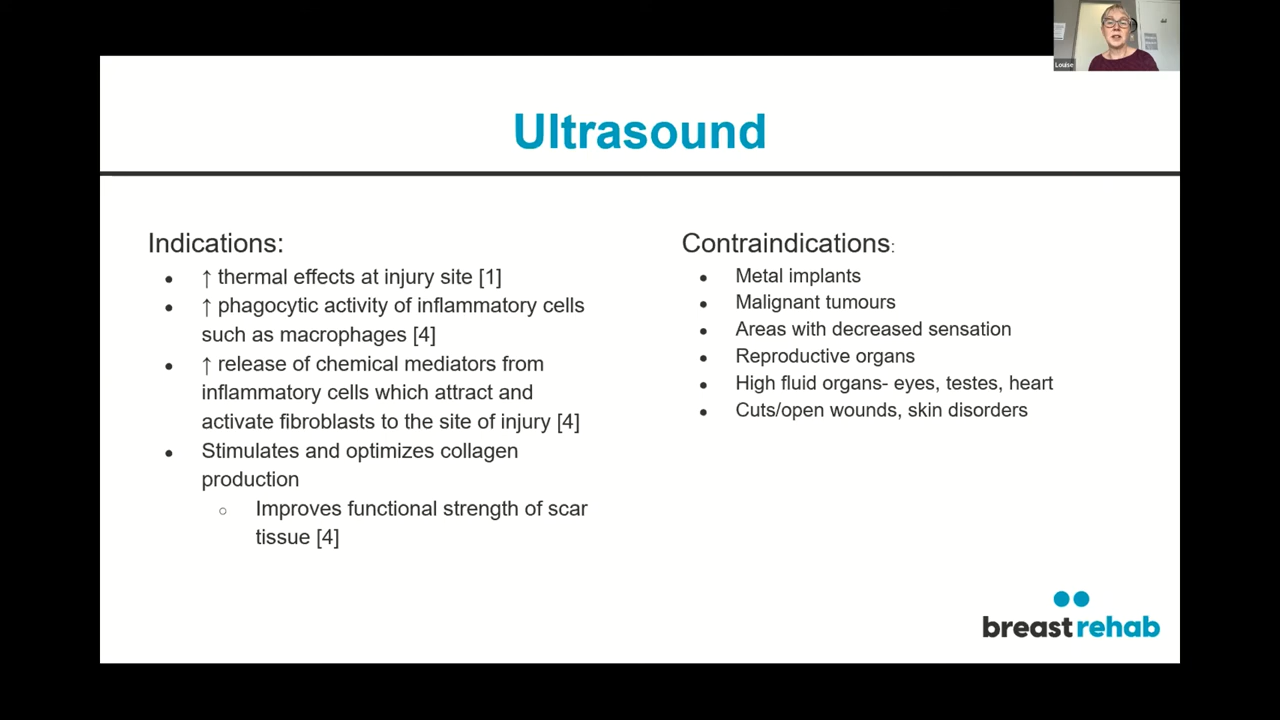 Louise
Ultrasound
Indications:
● ↑ thermal effects at injury site [1]
● ↑ phagocytic activity of inflammatory cells
such as macrophages [4]
● ↑ release of chemical mediators from
inflammatory cells which attract and
activate fibroblasts to the site of injury [4]
● Stimulates and optimizes collagen
production
○ Improves functional strength of scar
tissue [4]
Contraindications:
● Metal implants
● Malignant tumours
● Areas with decreased sensation
● Reproductive organs
● High fluid organs- eyes, testes, heart
● Cuts/open wounds, skin disorders
breast rehab